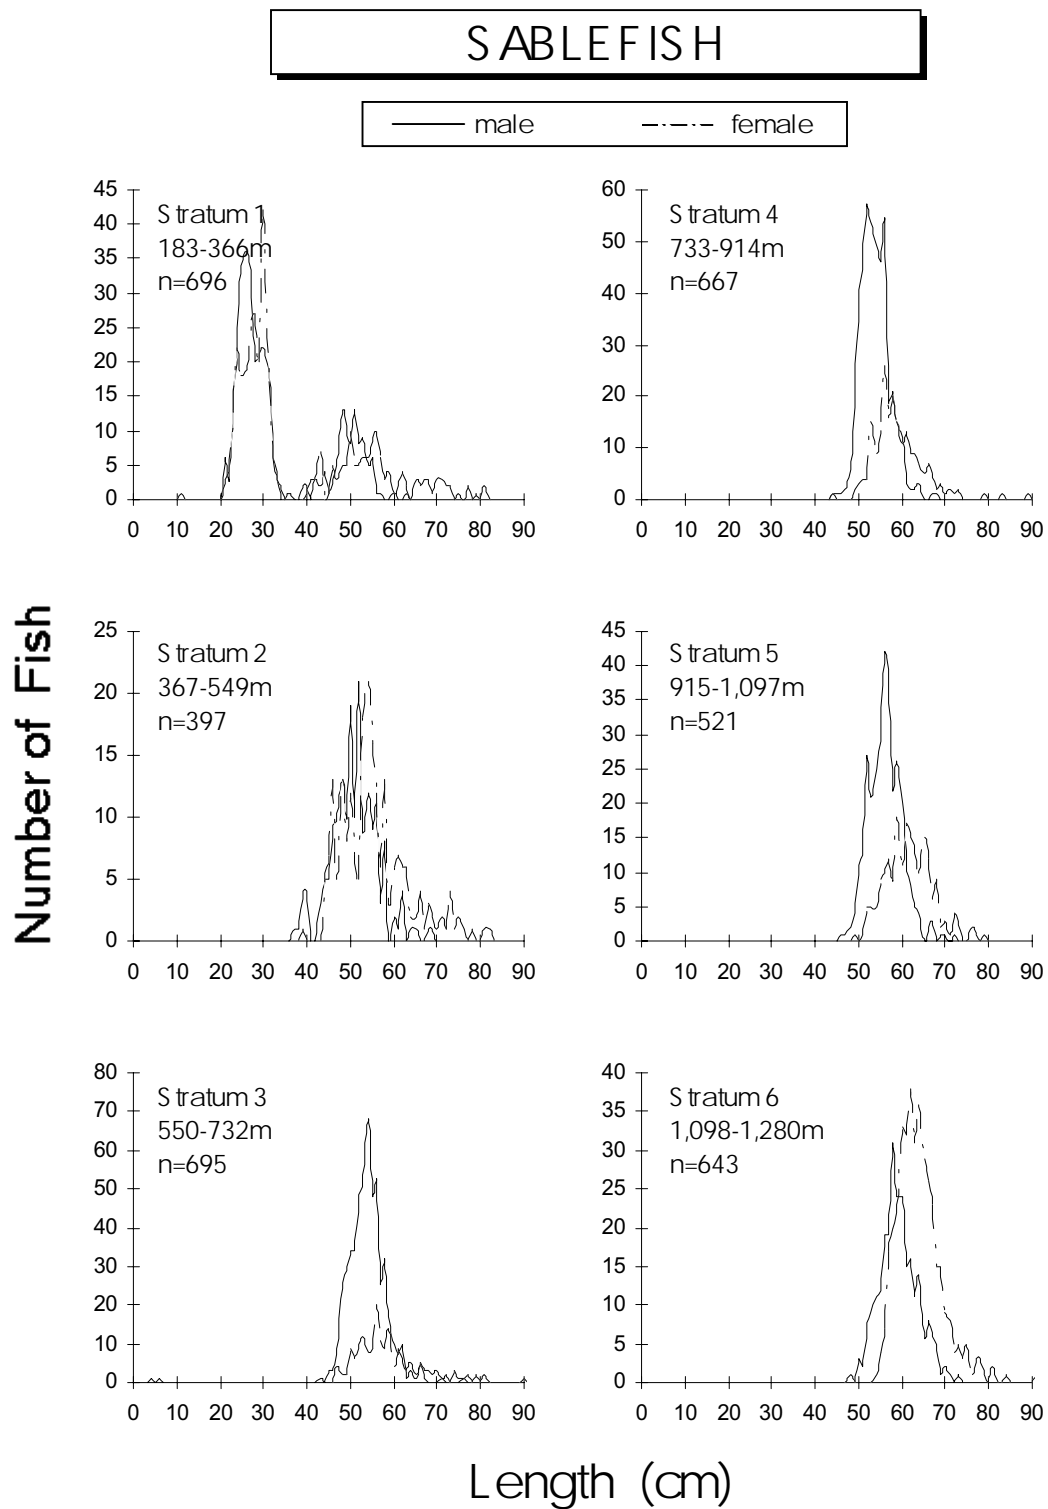 SABLEFISH
male female
45
40
35
30
25
20
15
10
5
0
Stratum 1
183-366m
n=696
0 10 20 30 40 50 60 70 80 90
60
50
40
30
20
10
0
Stratum 4
733-914m
n=667
0 10 20 30 40 50 60 70 80 90
Number of Fish
25
20
15
10
5
0
Stratum 2
367-549m
n=397
0 10 20 30 40 50 60 70 80 90
45
40
35
30
25
20
15
10
5
0
Stratum 5
915-1,097m
n=521
0 10 20 30 40 50 60 70 80 90
80
70
60
50
40
30
20
10
0
Stratum 3
550-732m
n=695
0 10 20 30 40 50 60 70 80 90
40
35
30
25
20
15
10
5
0
Stratum 6
1,098-1,280m
n=643
0 10 20 30 40 50 60 70 80 90
Length (cm)